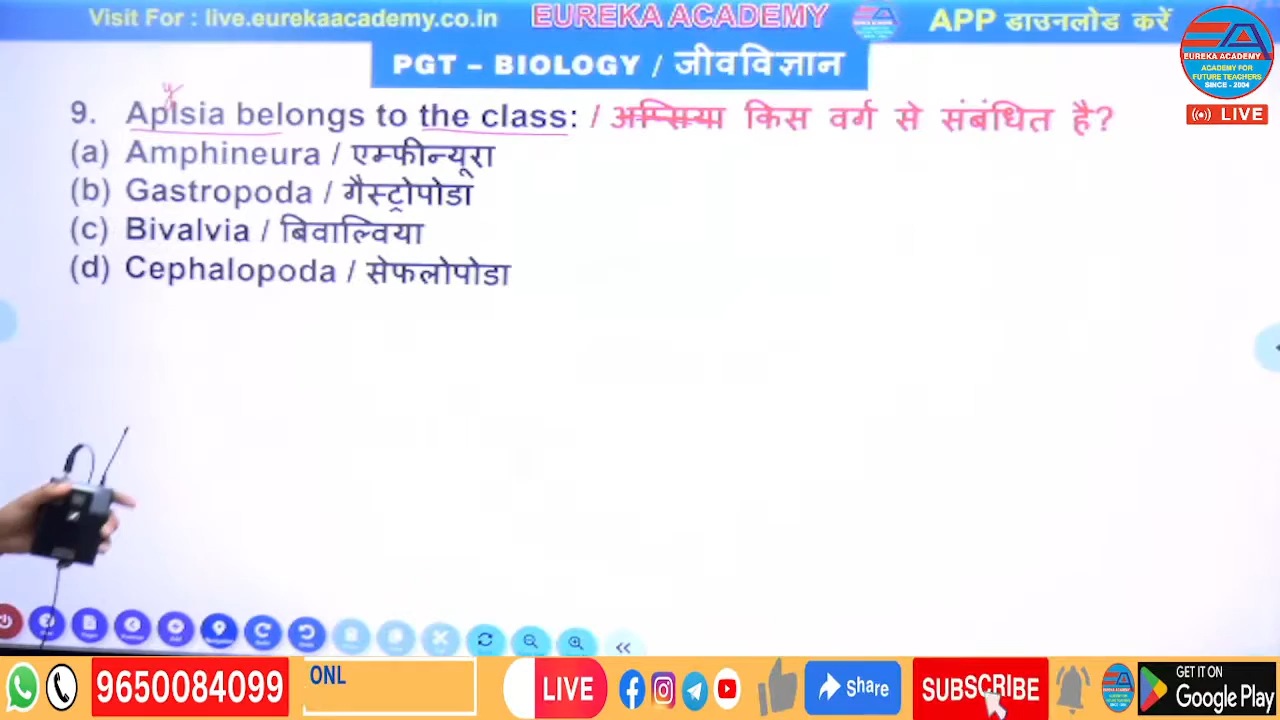 Visit For : live.eurekaacademy.co.in
EUREKA ACADEMY
APP डाउनलोड करें
EUREKA ACADEMY
ACADEMY FOR
FUTURE TEACHERS
SINCE - 2004
LIVE
PGT – BIOLOGY / जीवविज्ञान
y
9. Aplsia belongs to the class: / अप्सिया किस वर्ग से संबंधित है?
(a) Amphineura / एम्फीन्यूरा
(b) Gastropoda / गैस्ट्रोपोडा
(c) Bivalvia / बिवाल्विया
(d) Cephalopoda / सेफलोपोडा
9650084099
ONL
LIVE
Share
SUBSCRIBE
GET IT ON
Google Play